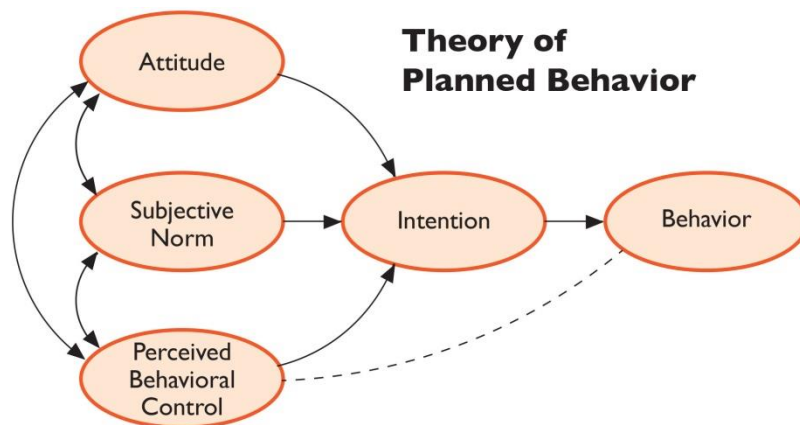 Theory of
Planned Behavior
Attitude
Subjective
Norm
Intention
Behavior
Perceived
Behavioral
Control